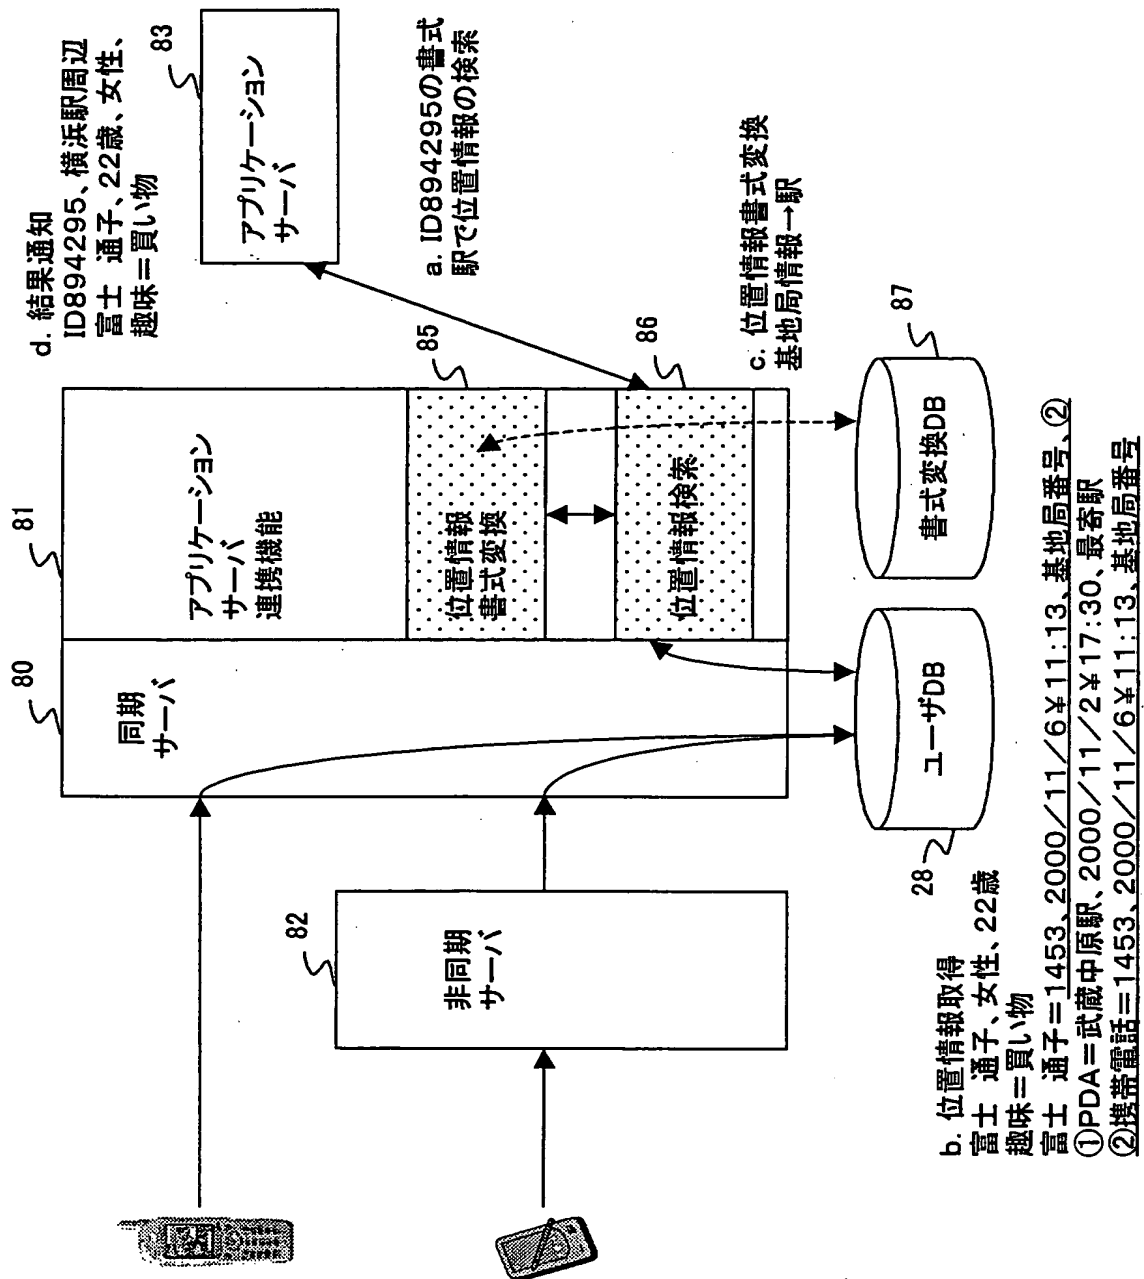 d. 結果通知
ID894295、横浜駅周辺
富士 通子、22歳、女性、
趣味=買い物
83
アプリケーション
サーバ
a. ID894295の書式
駅で位置情報の検索
81
アプリケーション
サーバ
連携機能
85
位置情報
書式変換
86
位置情報検索
c. 位置情報書式変換
基地局情報→駅
80
同期
サーバ
87
書式変換DB
28
ユーザDB
82
非同期
サーバ
b. 位置情報取得
富士 通子、女性、22歳
趣味=買い物
富士 通子=1453、2000/11/6¥11:13、基地局番号、②
①PDA=武蔵中原駅、2000/11/2¥17:30、最寄駅
②携帯電話=1453、2000/11/6¥11:13、基地局番号